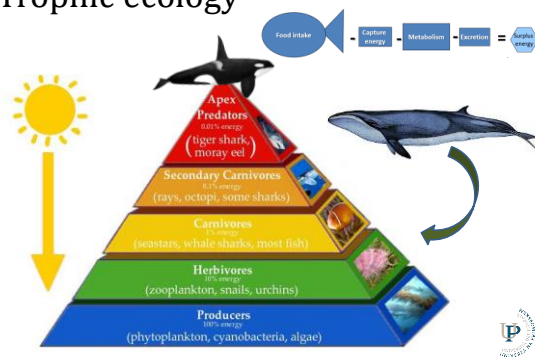 Trophic ecology
Food intake
-
Capture
energy
-
Metabolism
-
Excretion
=
Surplus
energy
Apex
Predators
0.01% energy
(tiger shark,
moray eel)
Secondary Carnivores
0.1% energy
(rays, octopi, some sharks)
Carnivores
1% energy
(seastars, whale sharks, most fish)
Herbivores
10% energy
(zooplankton, snails, urchins)
Producers
100% energy
(phytoplankton, cyanobacteria, algae)
UP